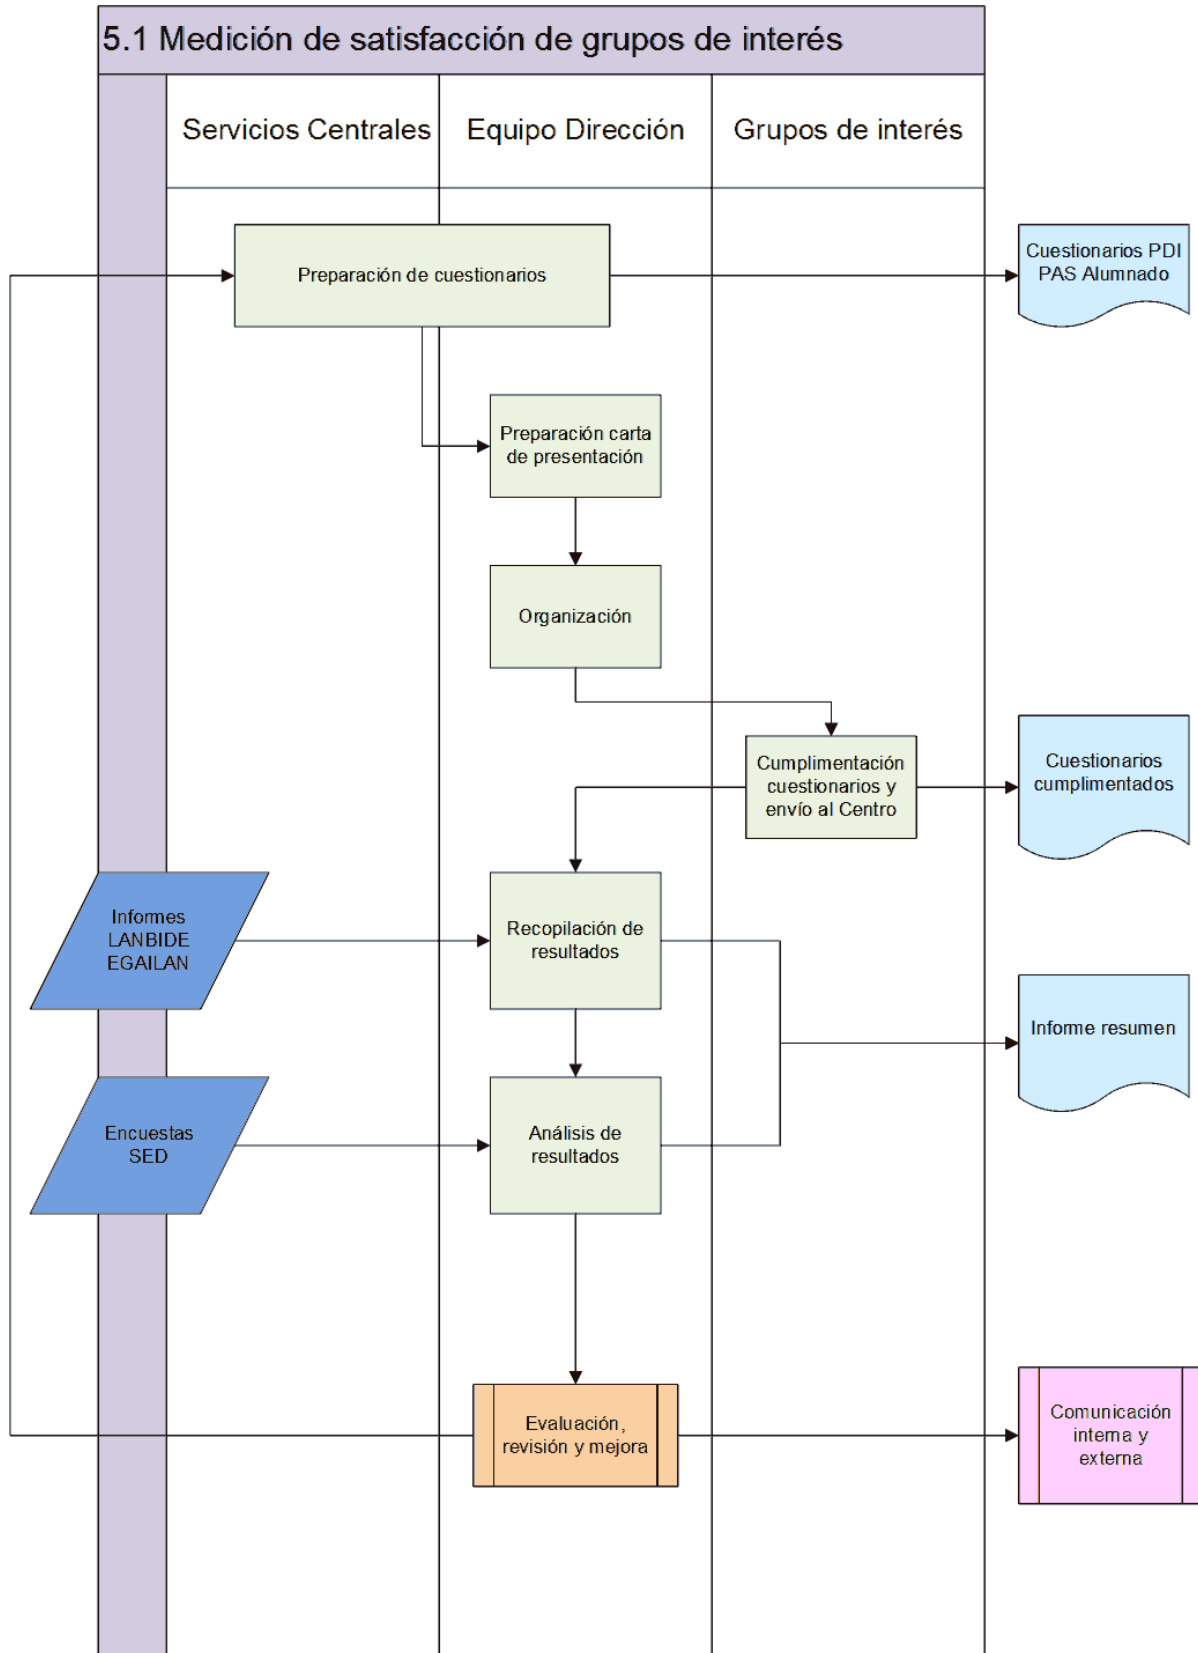 5.1 Medición de satisfacción de grupos de interés
Servicios Centrales
Equipo Dirección
Grupos de interés
Preparación de cuestionarios
Cuestionarios PDI
PAS Alumnado
Preparación carta
de presentación
Organización
Cumplimentación
cuestionarios y
envío al Centro
Cuestionarios
cumplimentados
Informes
LANBIDE
EGAILAN
Recopilación de
resultados
Informe resumen
Encuestas
SED
Análisis de
resultados
Evaluación,
revisión y mejora
Comunicación
interna y
externa